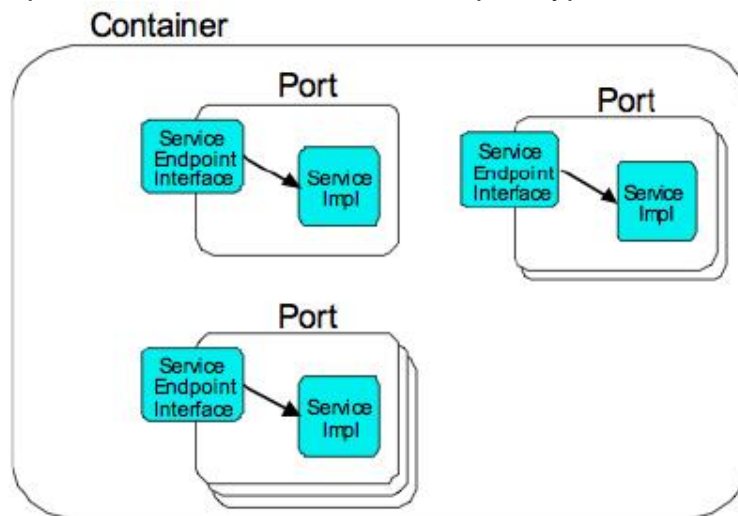 Container
Port
Service
Endpoint
Interface
Service
Impl
Port
Service
Endpoint
Interface
Service
Impl
Port
Service
Endpoint
Interface
Service
Impl